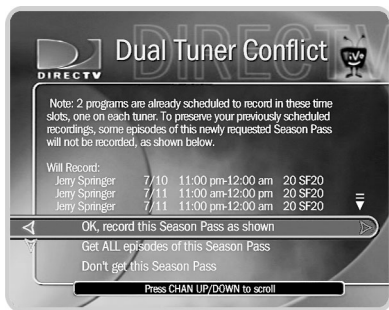 DIRECTV
Dual Tuner Conflict
TiVo
Note: 2 programs are already scheduled to record in these time
slots, one on each tuner. To preserve your previously scheduled
recordings, some episodes of this newly requested Season Pass
will not be recorded, as shown below.
Will Record:
Jerry Springer 7/10 11:00 pm-12:00 am 20 SF20
Jerry Springer 7/11 11:00 am-12:00 pm 20 SF20
Jerry Springer 7/11 11:00 pm-12:00 am 20 SF20
OK, record this Season Pass as shown
Get ALL episodes of this Season Pass
Don't get this Season Pass
Press CHAN UP/DOWN to scroll